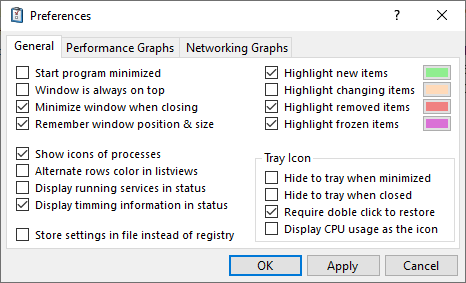 Preferences
General Performance Graphs Networking Graphs
Start program minimized
Window is always on top
Minimize window when closing
Remember window position & size
Show icons of processes
Alternate rows color in listviews
Display running services in status
Display timming information in status
Store settings in file instead of registry
Highlight new items
Highlight changing items
Highlight removed items
Highlight frozen items
Tray Icon
Hide to tray when minimized
Hide to tray when closed
Require doble click to restore
Display CPU usage as the icon
OK Apply Cancel